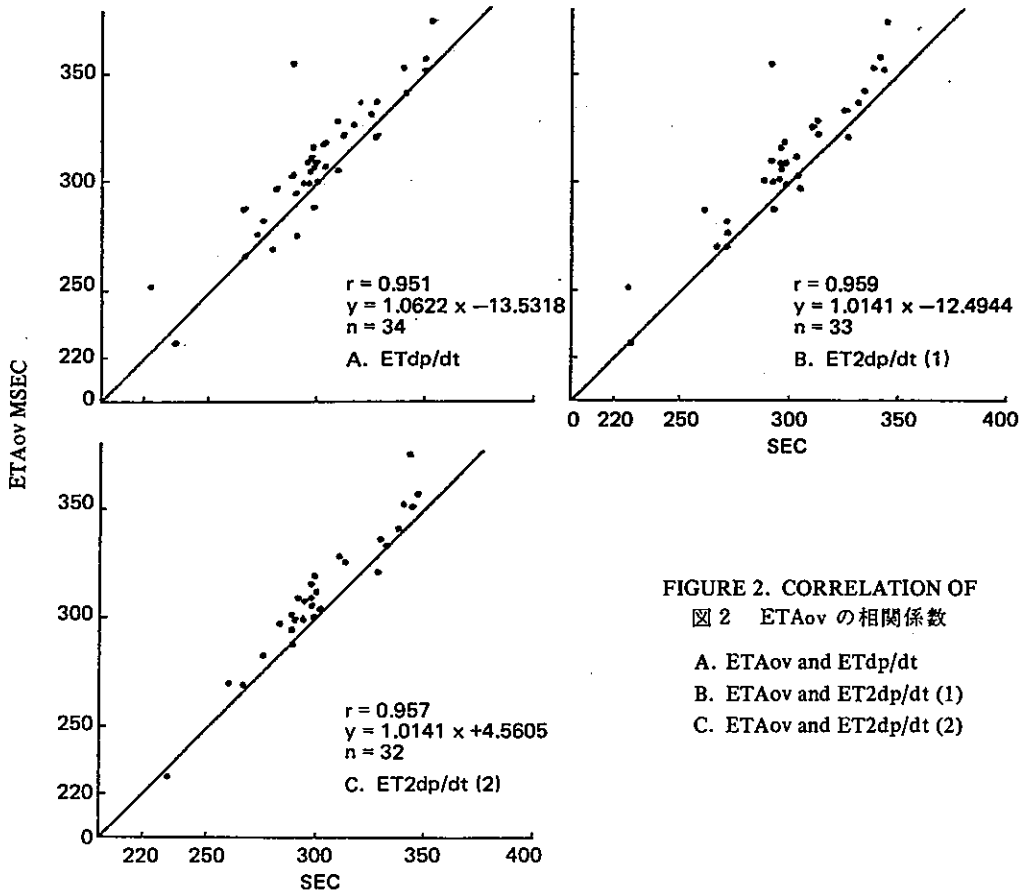 ETAov MSEC
350
300
250
220
0
r = 0.951
y = 1.0622 x −13.5318
n = 34
A. ETdp/dt
r = 0.959
y = 1.0141 x −12.4944
n = 33
B. ET2dp/dt (1)
0 220 250 300 350 400
SEC
350
300
250
220
0
r = 0.957
y = 1.0141 x +4.5605
n = 32
C. ET2dp/dt (2)
220 250 300 350 400
SEC
FIGURE 2. CORRELATION OF
図 2 ETAov の相関係数
A. ETAov and ETdp/dt
B. ETAov and ET2dp/dt (1)
C. ETAov and ET2dp/dt (2)